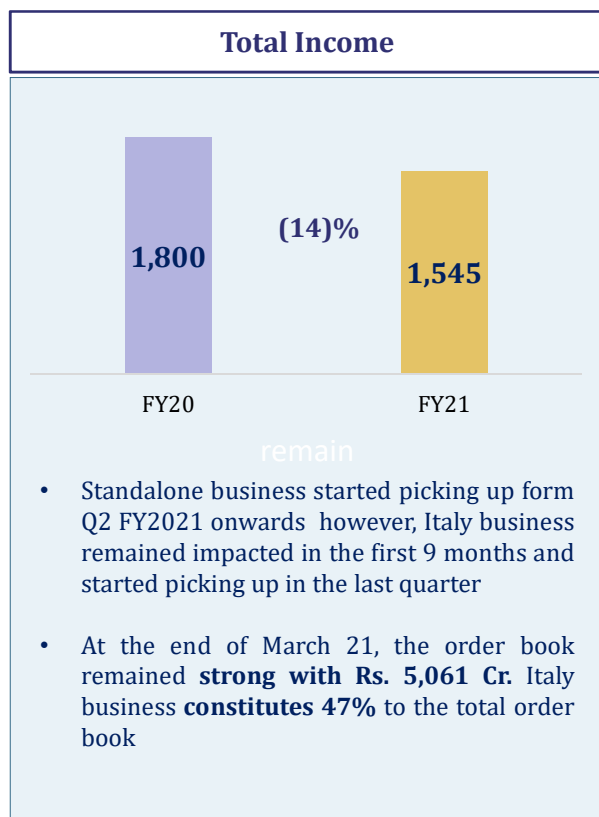 Total Income
1,800
(14)%
1,545
FY20
FY21
remain
• Standalone business started picking up form
Q2 FY2021 onwards however, Italy business
remained impacted in the first 9 months and
started picking up in the last quarter
• At the end of March 21, the order book
remained strong with Rs. 5,061 Cr. Italy
business constitutes 47% to the total order
book